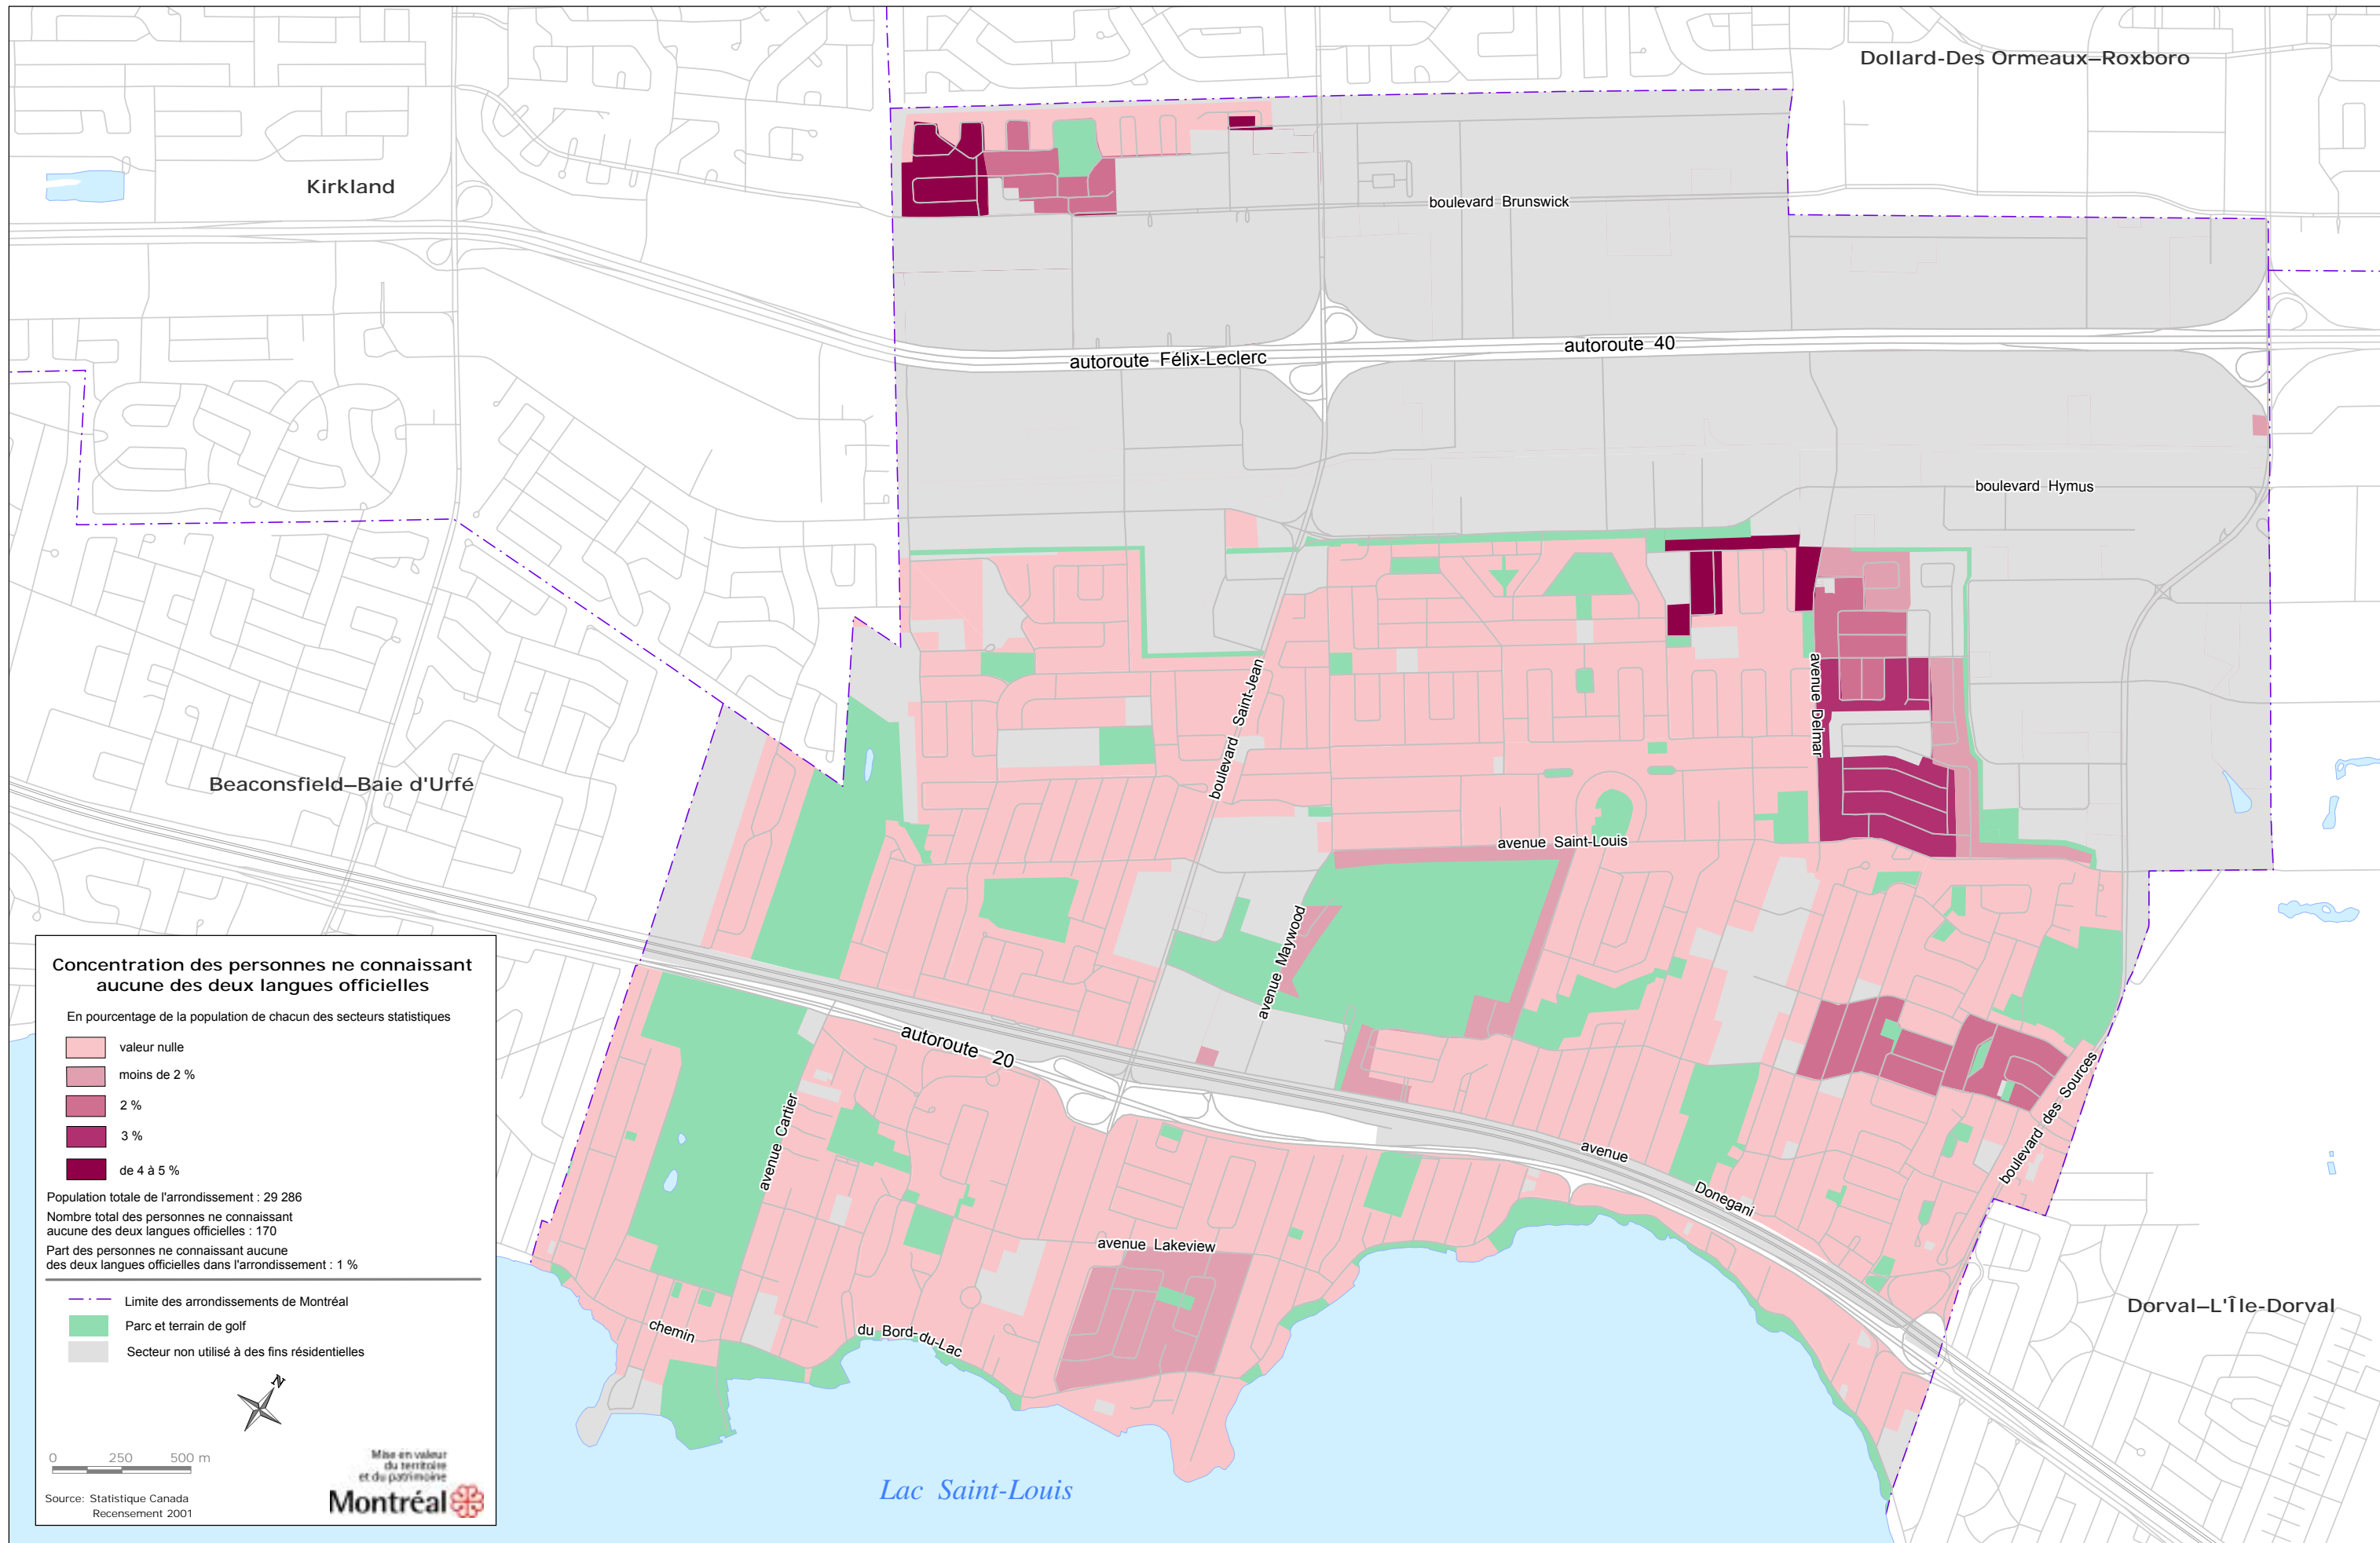 Dollard-Des Ormeaux–Roxboro
Kirkland
boulevard Brunswick
autoroute Félix-Leclerc
autoroute 40
boulevard Hymus
boulevard Saint-Jean
avenue Delmar
Beaconsfield–Baie d'Urfé
avenue Saint-Louis
avenue Maywood
autoroute 20
avenue Cartier
boulevard des Sources
avenue Donegani
avenue Lakeview
chemin du Bord-du-Lac
Dorval–L'Île-Dorval
Lac Saint-Louis
Concentration des personnes ne connaissant
aucune des deux langues officielles
En pourcentage de la population de chacun des secteurs statistiques
valeur nulle
moins de 2 %
2 %
3 %
de 4 à 5 %
Population totale de l'arrondissement : 29 286
Nombre total des personnes ne connaissant
aucune des deux langues officielles : 170
Part des personnes ne connaissant aucune
des deux langues officielles dans l'arrondissement : 1 %
Limite des arrondissements de Montréal
Parc et terrain de golf
Secteur non utilisé à des fins résidentielles
N
0 250 500 m
Mise en valeur
du territoire
et du patrimoine
Montréal
Source: Statistique Canada
Recensement 2001